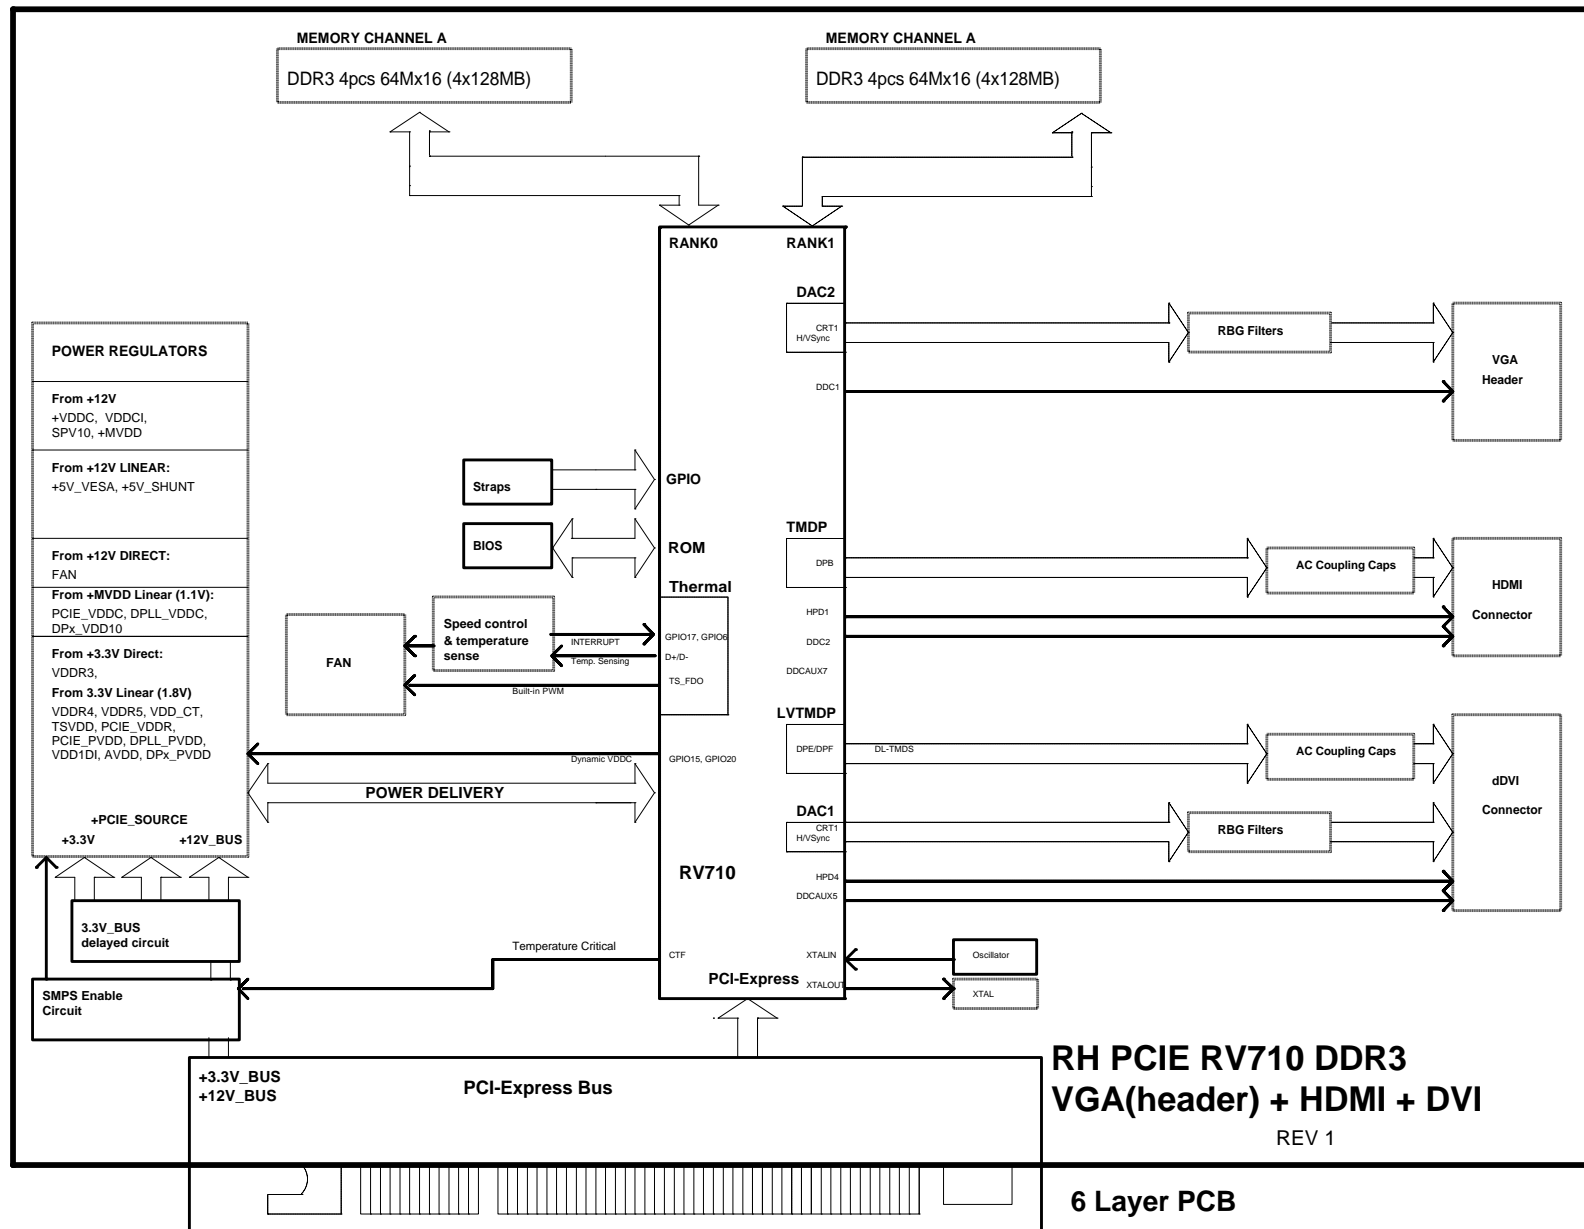 MEMORY CHANNEL A
DDR3 4pcs 64Mx16 (4x128MB)
MEMORY CHANNEL A
DDR3 4pcs 64Mx16 (4x128MB)
RANK0
RANK1
DAC2
CRT1
H/VSync
DDC1
RBG Filters
VGA
Header
POWER REGULATORS
From +12V
+VDDC, VDDCI,
SPV10, +MVDD
From +12V LINEAR:
+5V_VESA, +5V_SHUNT
From +12V DIRECT:
FAN
From +MVDD Linear (1.1V):
PCIE_VDDC, DPLL_VDDC,
DPx_VDD10
From +3.3V Direct:
VDDR3,
From 3.3V Linear (1.8V)
VDDR4, VDDR5, VDD_CT,
TSVDD, PCIE_VDDR,
PCIE_PVDD, DPLL_PVDD,
VDD1DI, AVDD, DPx_PVDD
+PCIE_SOURCE
+3.3V
+12V_BUS
Straps
GPIO
BIOS
ROM
Thermal
FAN
Speed control
& temperature
sense
INTERRUPT
Temp. Sensing
Built-in PWM
GPIO17, GPIO6
D+/D-
TS_FDO
Dynamic VDDC
GPIO15, GPIO20
POWER DELIVERY
TMDP
DPB
HPD1
DDC2
DDCAUX7
AC Coupling Caps
HDMI
Connector
LVTMDP
DPE/DPF
DL-TMDS
AC Coupling Caps
dDVI
Connector
DAC1
CRT1
H/VSync
RBG Filters
HPD4
DDCAUX5
RV710
3.3V_BUS
delayed circuit
SMPS Enable
Circuit
Temperature Critical
CTF
XTALIN
PCI-Express
XTALOUT
Oscillator
XTAL
+3.3V_BUS
+12V_BUS
PCI-Express Bus
RH PCIE RV710 DDR3
VGA(header) + HDMI + DVI
REV 1
6 Layer PCB